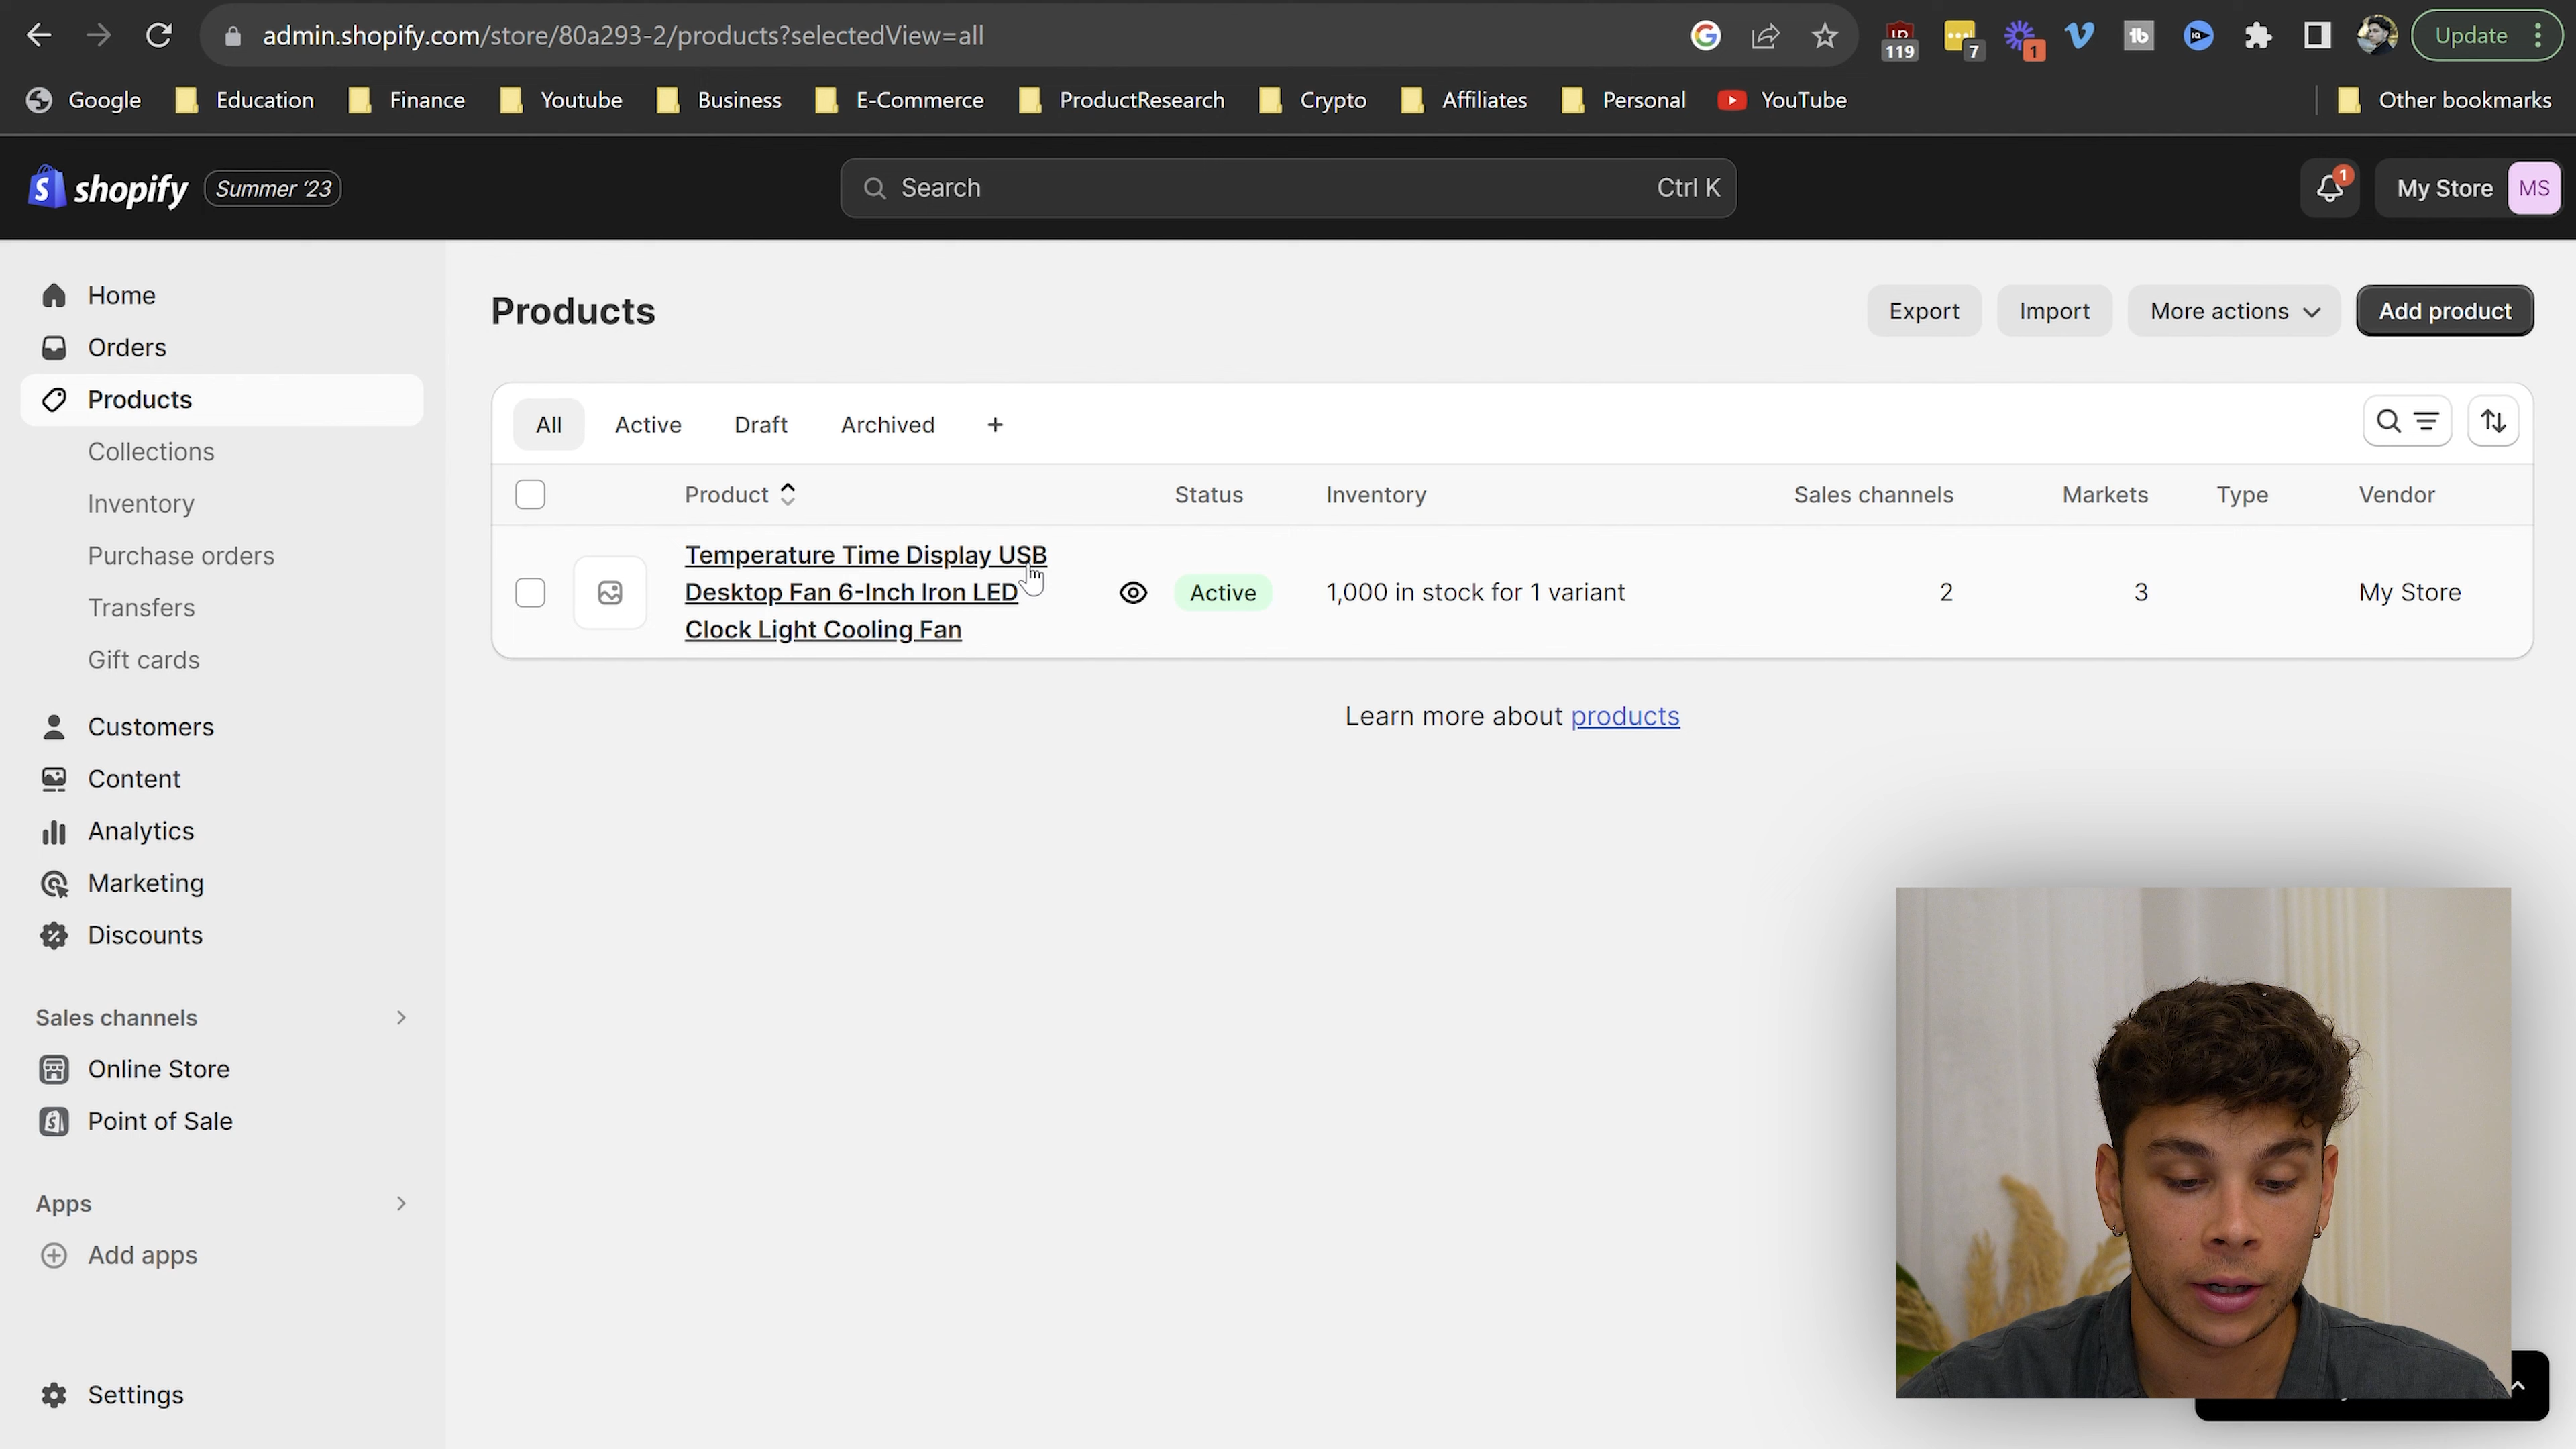 admin.shopify.com/store/80a293-2/products?selectedView=all
119
7
1
Update
Google
Education
Finance
Youtube
Business
E-Commerce
ProductResearch
Crypto
Affiliates
Personal
YouTube
Other bookmarks
shopify
Summer '23
Search
Ctrl K
1
My Store
MS
Home
Orders
Products
Collections
Inventory
Purchase orders
Transfers
Gift cards
Customers
Content
Analytics
Marketing
Discounts
Sales channels
Online Store
Point of Sale
Apps
Add apps
Settings
Products
Export
Import
More actions
Add product
All
Active
Draft
Archived
+
Product
Status
Inventory
Sales channels
Markets
Type
Vendor
Temperature Time Display USB
Desktop Fan 6-Inch Iron LED
Clock Light Cooling Fan
Active
1,000 in stock for 1 variant
2
3
My Store
Learn more about products